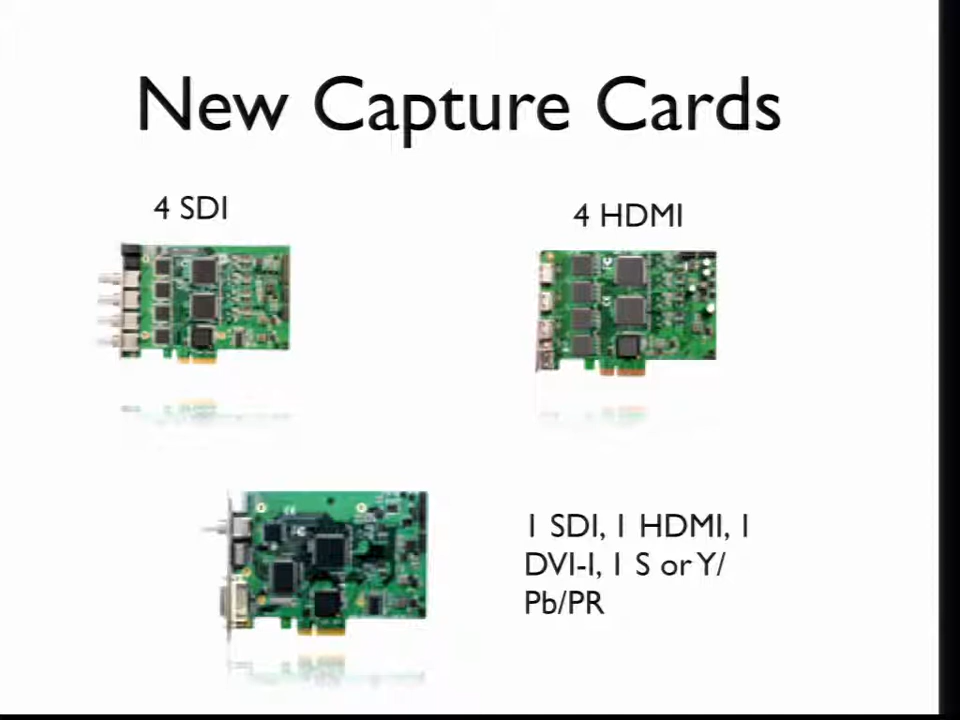 New Capture Cards
4 SDI
4 HDMI
1 SDI, 1 HDMI, 1
DVI-I, 1 S or Y/
Pb/PR